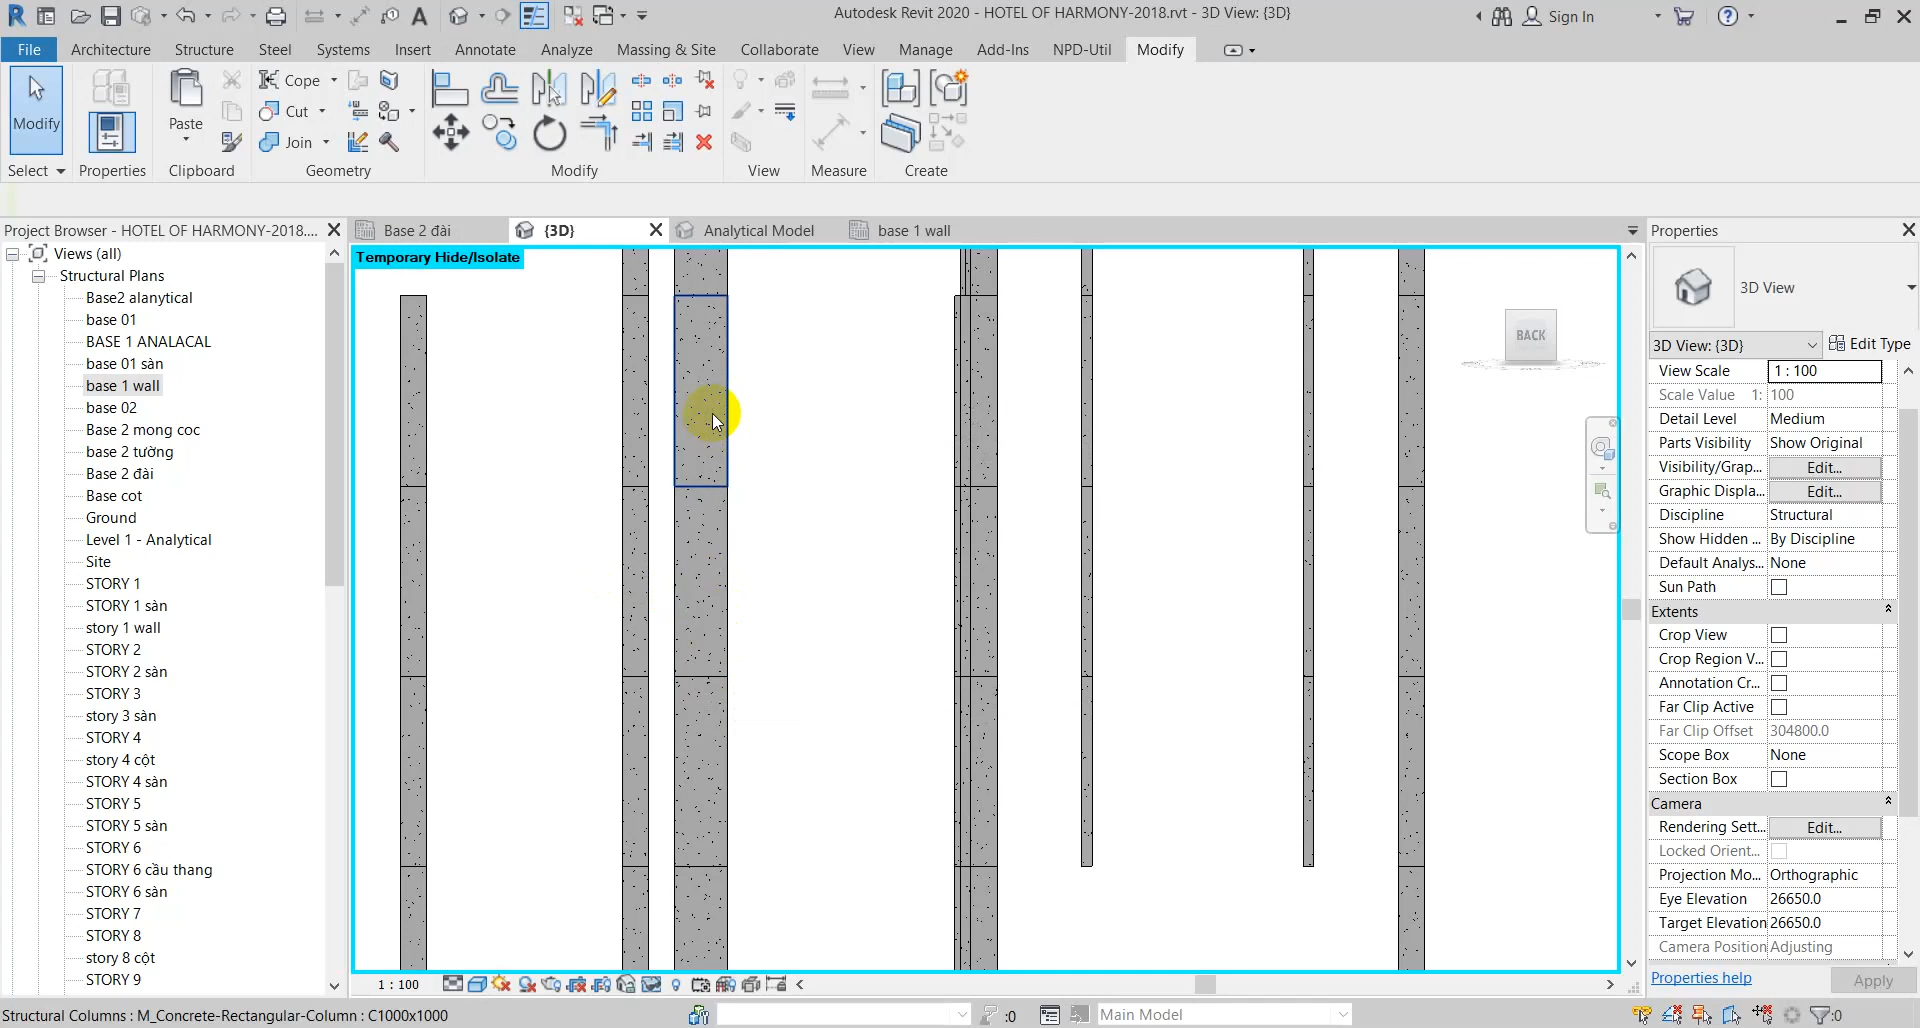 Autodesk Revit 2020 - HOTEL OF HARMONY-2018.rvt - 3D View: {3D}
Sign In
File Architecture Structure Steel Systems Insert Annotate Analyze Massing & Site Collaborate View Manage Add-Ins NPD-Util Modify
Modify
Paste
Cope
Cut
Join
Select Properties Clipboard Geometry Modify View Measure Create
Project Browser - HOTEL OF HARMONY-2018....
Base 2 đài {3D} Analytical Model base 1 wall
Properties
Views (all)
Structural Plans
Base2 alanytical
base 01
BASE 1 ANALACAL
base 01 sàn
base 1 wall
base 02
Base 2 mong coc
base 2 tường
Base 2 đài
Base cot
Ground
Level 1 - Analytical
Site
STORY 1
STORY 1 sàn
story 1 wall
STORY 2
STORY 2 sàn
STORY 3
story 3 sàn
STORY 4
story 4 cột
STORY 4 sàn
STORY 5
STORY 5 sàn
STORY 6
STORY 6 cầu thang
STORY 6 sàn
STORY 7
STORY 8
story 8 cột
STORY 9
Temporary Hide/Isolate
BACK
1 : 100
3D View
3D View: {3D} Edit Type
View Scale 1 : 100
Scale Value 1: 100
Detail Level Medium
Parts Visibility Show Original
Visibility/Grap... Edit...
Graphic Displa... Edit...
Discipline Structural
Show Hidden ... By Discipline
Default Analys... None
Sun Path
Extents
Crop View
Crop Region V...
Annotation Cr...
Far Clip Active
Far Clip Offset 304800.0
Scope Box None
Section Box
Camera
Rendering Sett... Edit...
Locked Orient...
Projection Mo... Orthographic
Eye Elevation 26650.0
Target Elevation 26650.0
Camera Position Adjusting
Properties help Apply
Structural Columns : M_Concrete-Rectangular-Column : C1000x1000
:0
Main Model
:0